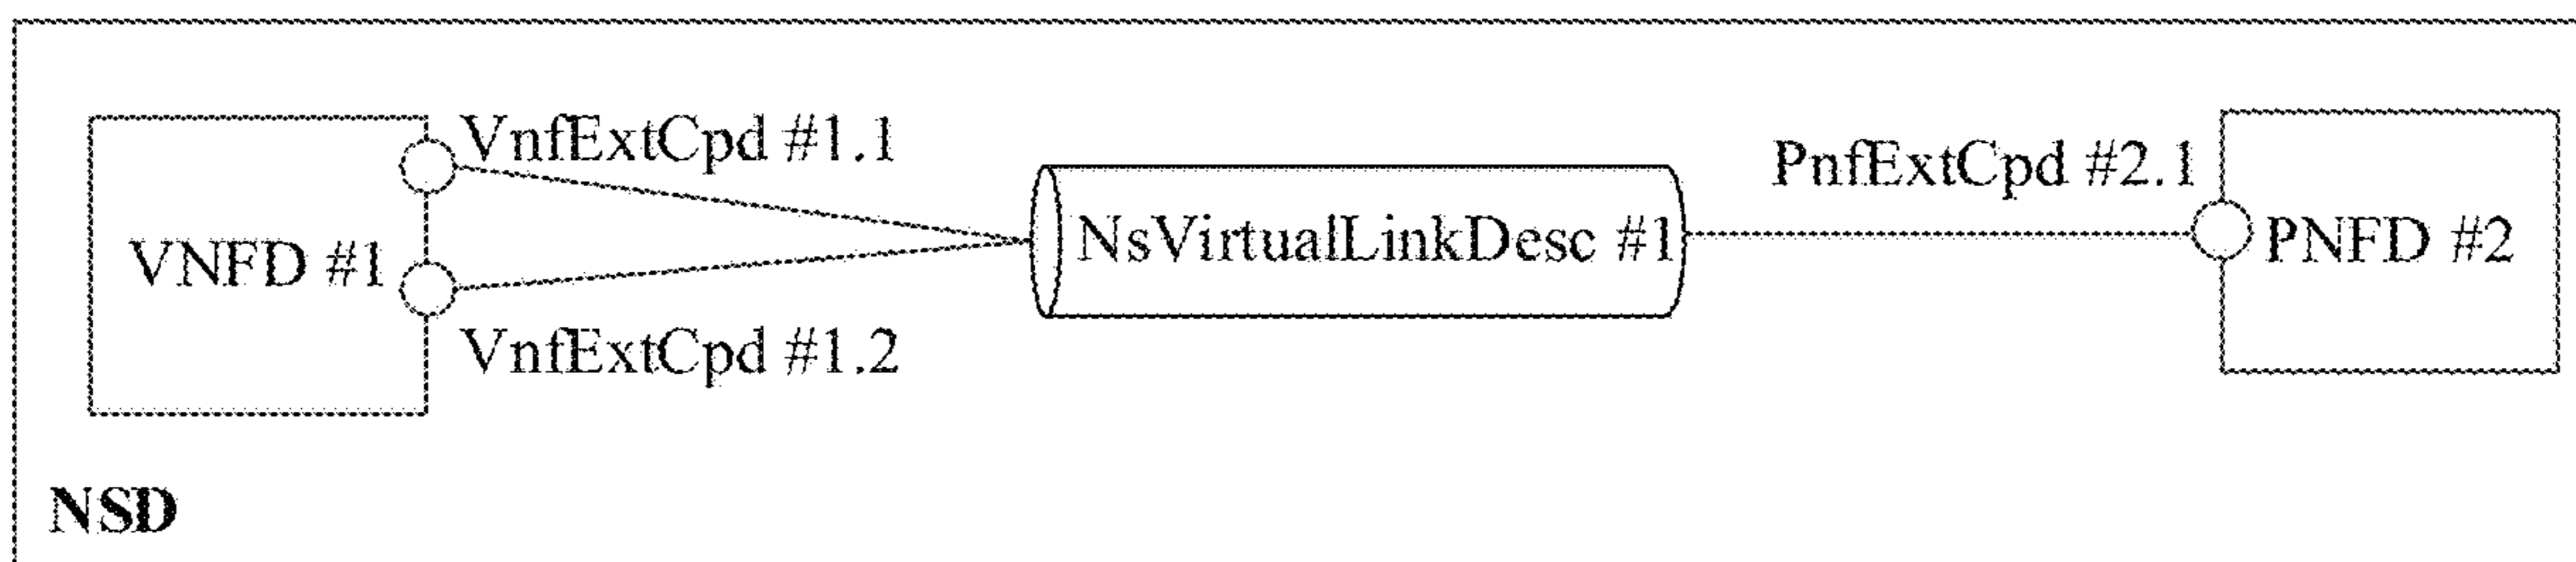 VnfExtCpd #1.1
PnfExtCpd #2.1
VNFD #1
NsVirtualLinkDesc #1
PNFD #2
VnfExtCpd #1.2
NSD